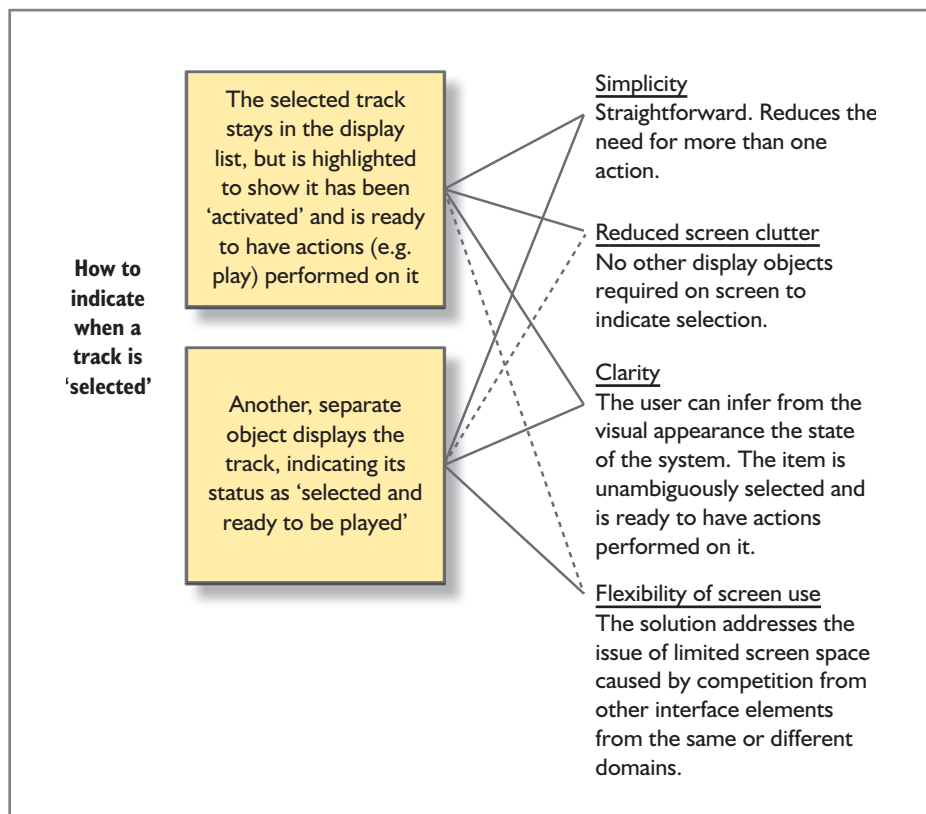 How to
indicate
when a
track is
‘selected’
The selected track
stays in the display
list, but is highlighted
to show it has been
‘activated’ and is ready
to have actions (e.g.
play) performed on it
Another, separate
object displays the
track, indicating its
status as ‘selected and
ready to be played’
Simplicity
Straightforward. Reduces the
need for more than one
action.
Reduced screen clutter
No other display objects
required on screen to
indicate selection.
Clarity
The user can infer from the
visual appearance the state
of the system. The item is
unambiguously selected and
is ready to have actions
performed on it.
Flexibility of screen use
The solution addresses the
issue of limited screen space
caused by competition from
other interface elements
from the same or different
domains.